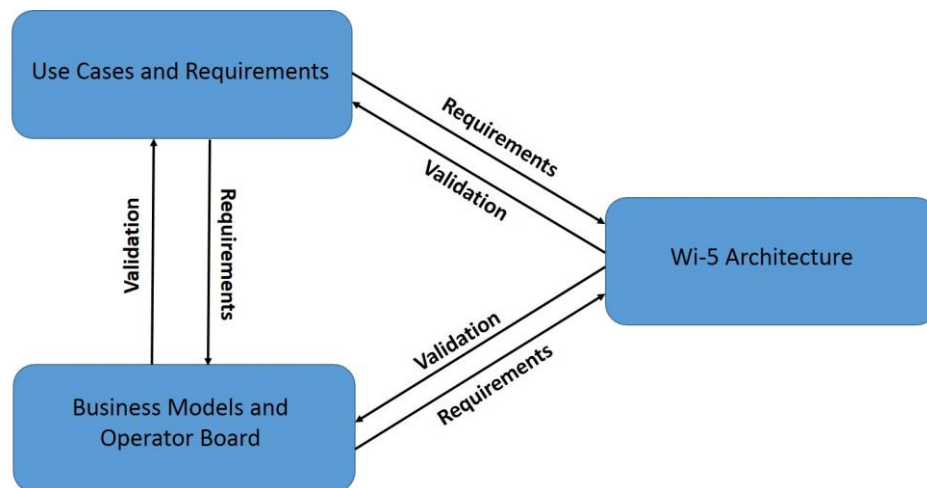 Use Cases and Requirements
Requirements
Validation
Validation
Requirements
Wi-5 Architecture
Validation
Requirements
Business Models and
Operator Board